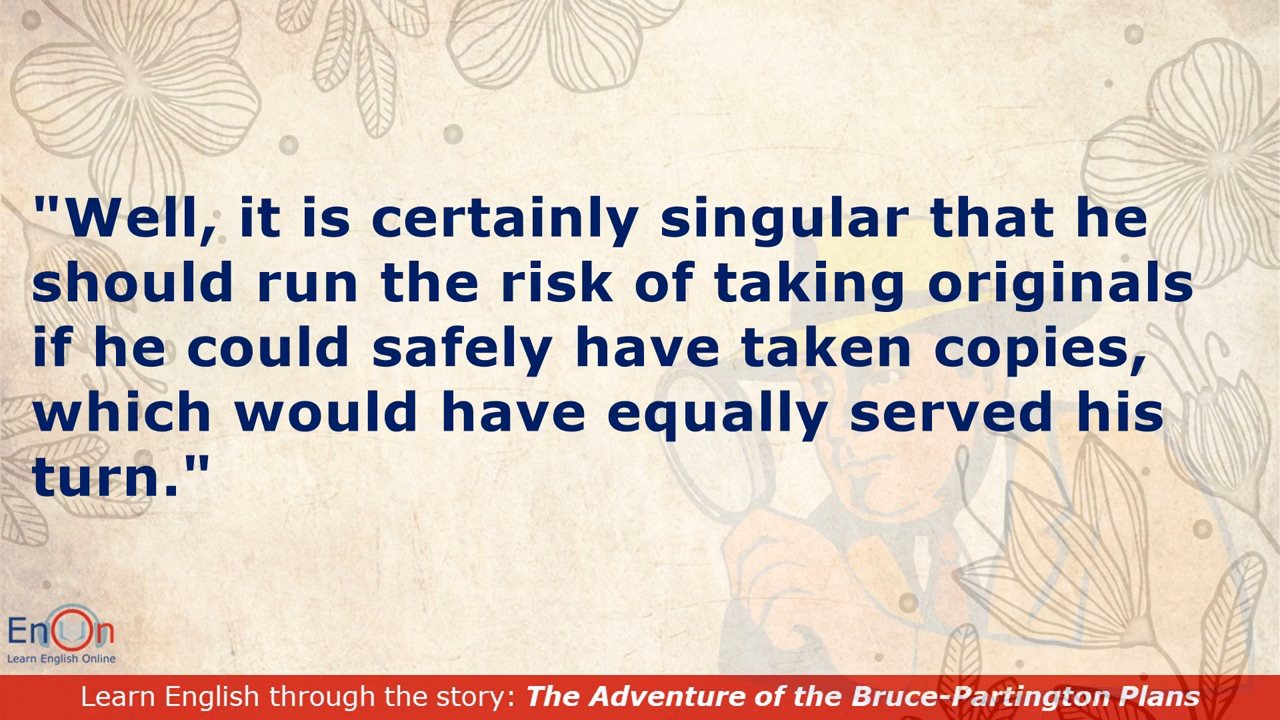 "Well, it is certainly singular that he
should run the risk of taking originals
if he could safely have taken copies,
which would have equally served his
turn."
EnOn
Learn English Online
Learn English through the story: The Adventure of the Bruce-Partington Plans